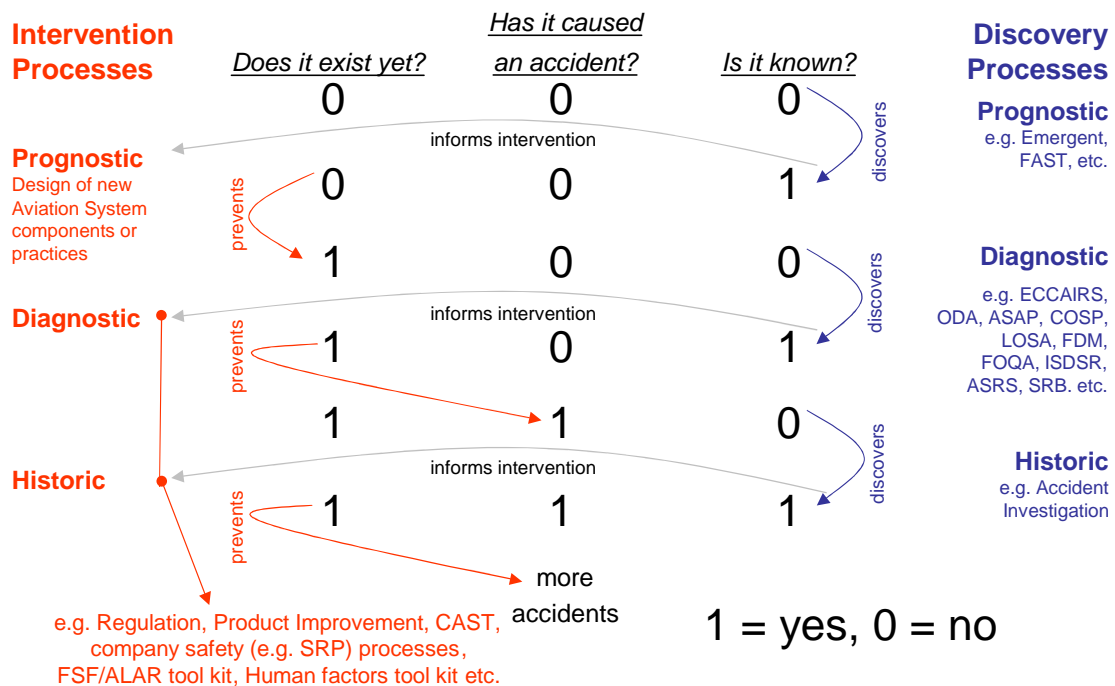 Intervention
Processes
Has it caused
Does it exist yet?
an accident?
Is it known?
Discovery
Processes
0 0 0
informs intervention
discovers
Prognostic
e.g. Emergent,
FAST, etc.
Prognostic
Design of new
Aviation System
components or
practices
prevents
0 0 1
1 0 0
informs intervention
discovers
Diagnostic
e.g. ECCAIRS,
ODA, ASAP, COSP,
LOSA, FDM,
FOQA, ISDSR,
ASRS, SRB. etc.
Diagnostic
prevents
1 0 1
1 1 0
informs intervention
discovers
Historic
e.g. Accident
Investigation
Historic
prevents
1 1 1
more
accidents
e.g. Regulation, Product Improvement, CAST,
company safety (e.g. SRP) processes,
FSF/ALAR tool kit, Human factors tool kit etc.
1 = yes, 0 = no